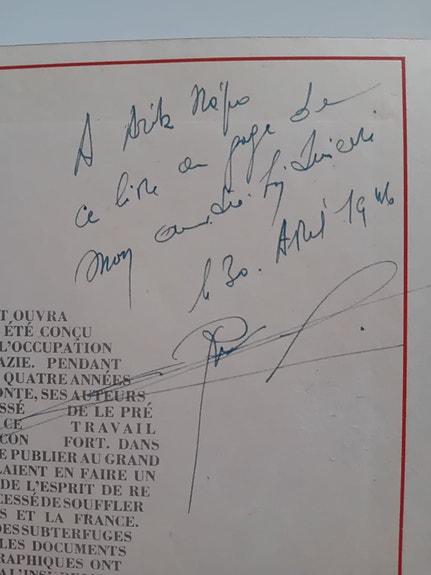 A Arik Népo
ce livre en gage de
mon amitié
le 30. Avril 1946
T OUVRA
ÉTÉ CONÇU
L'OCCUPATION
AZIE. PENDANT
QUATRE ANNÉES
ONTE, SES AUTEURS
SSÉ DE LE PRÉ
CE TRAVAIL
CON FORT. DANS
E PUBLIER AU GRAND
LAIENT EN FAIRE UN
DE L'ESPRIT DE RE
CESSÉ DE SOUFFLER
S ET LA FRANCE.
DES SUBTERFUGES
LES DOCUMENTS
RAPHIQUES ONT